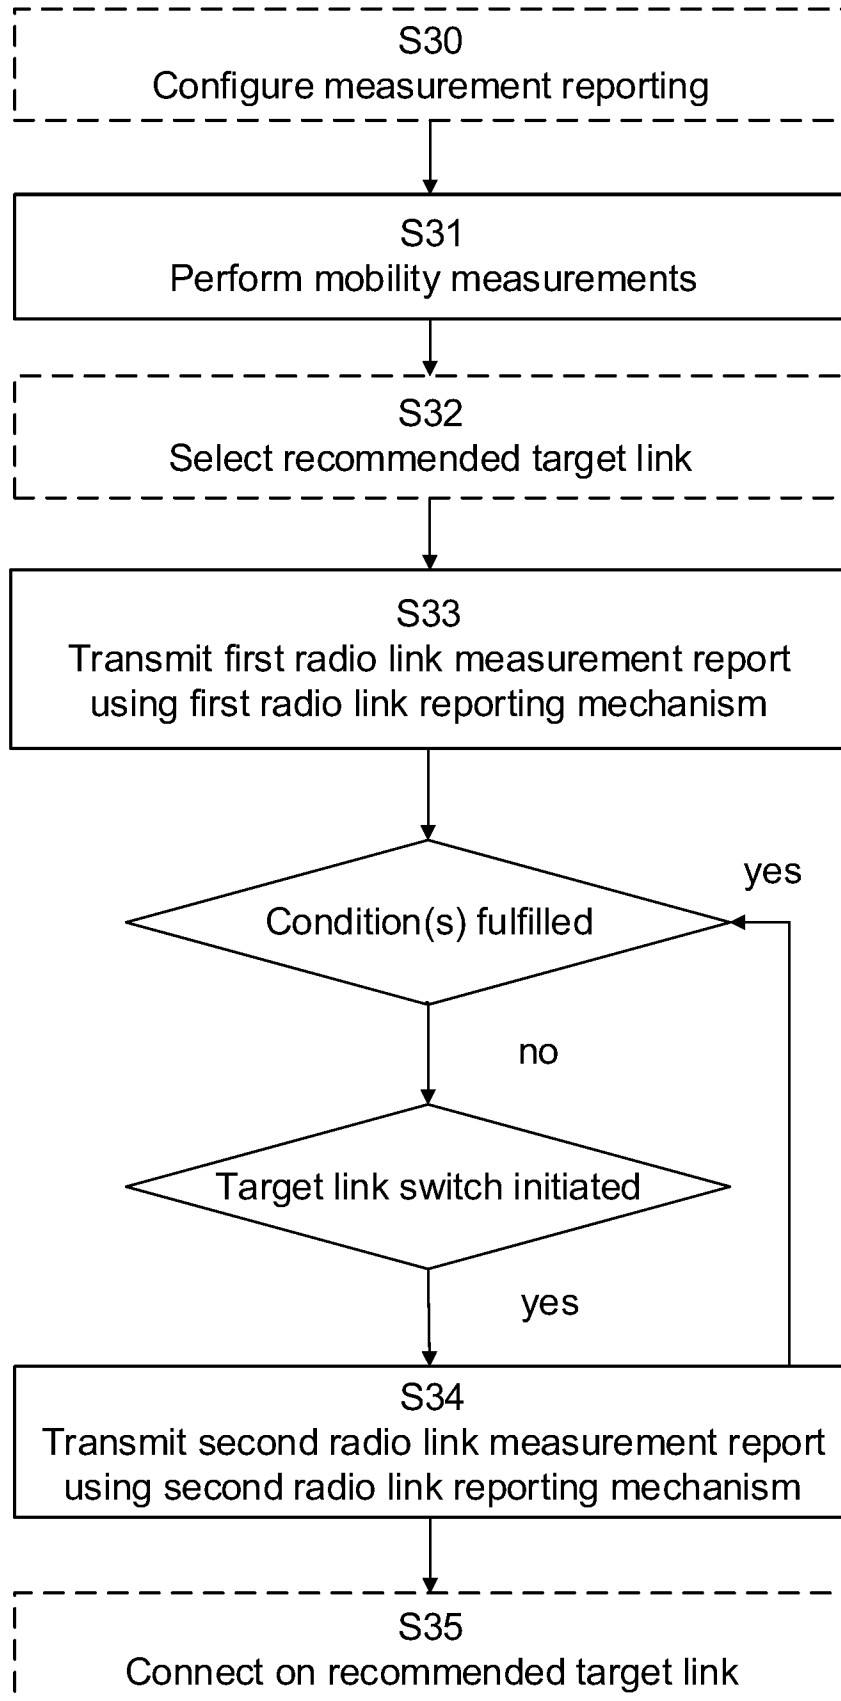 S30
Configure measurement reporting
S31
Perform mobility measurements
S32
Select recommended target link
S33
Transmit first radio link measurement report
using first radio link reporting mechanism
yes
Condition(s) fulfilled
no
Target link switch initiated
yes
S34
Transmit second radio link measurement report
using second radio link reporting mechanism
S35
Connect on recommended target link